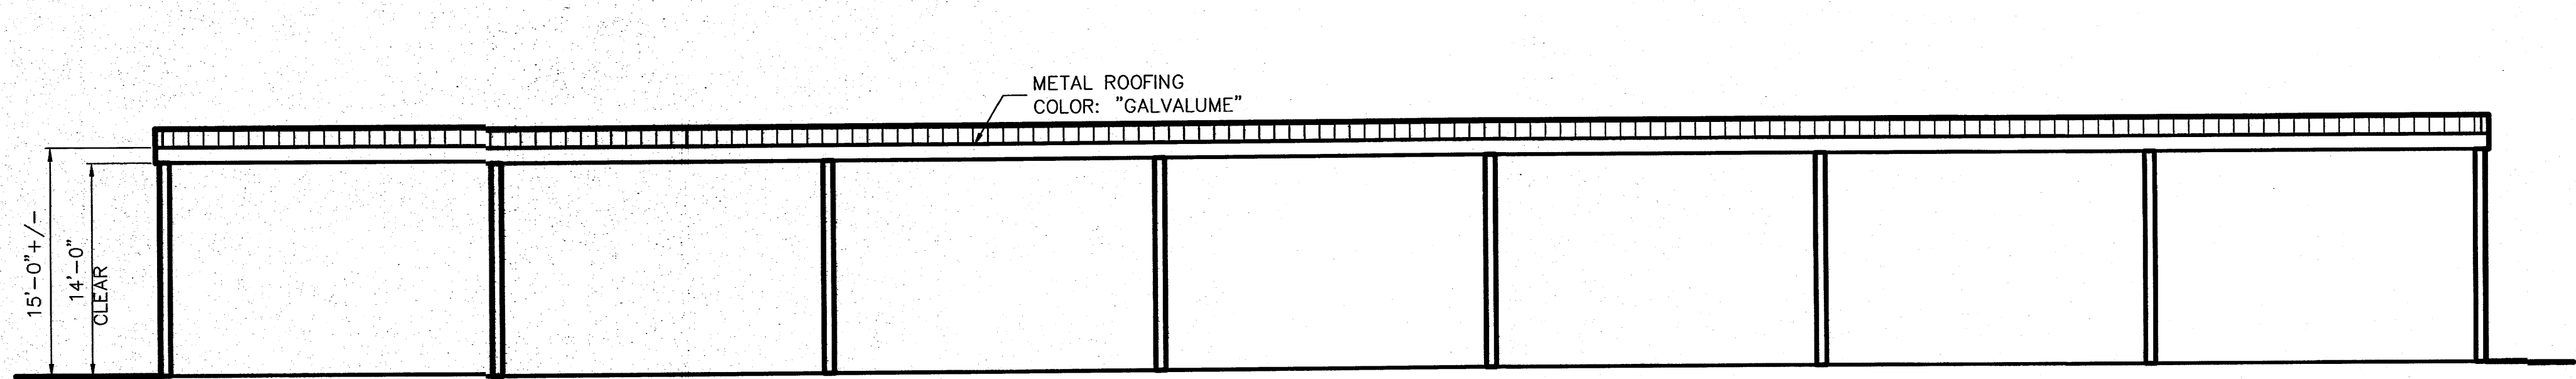 METAL ROOFING
COLOR: "GALVALUME"
15'-0"+/-
14'-0"
CLEAR